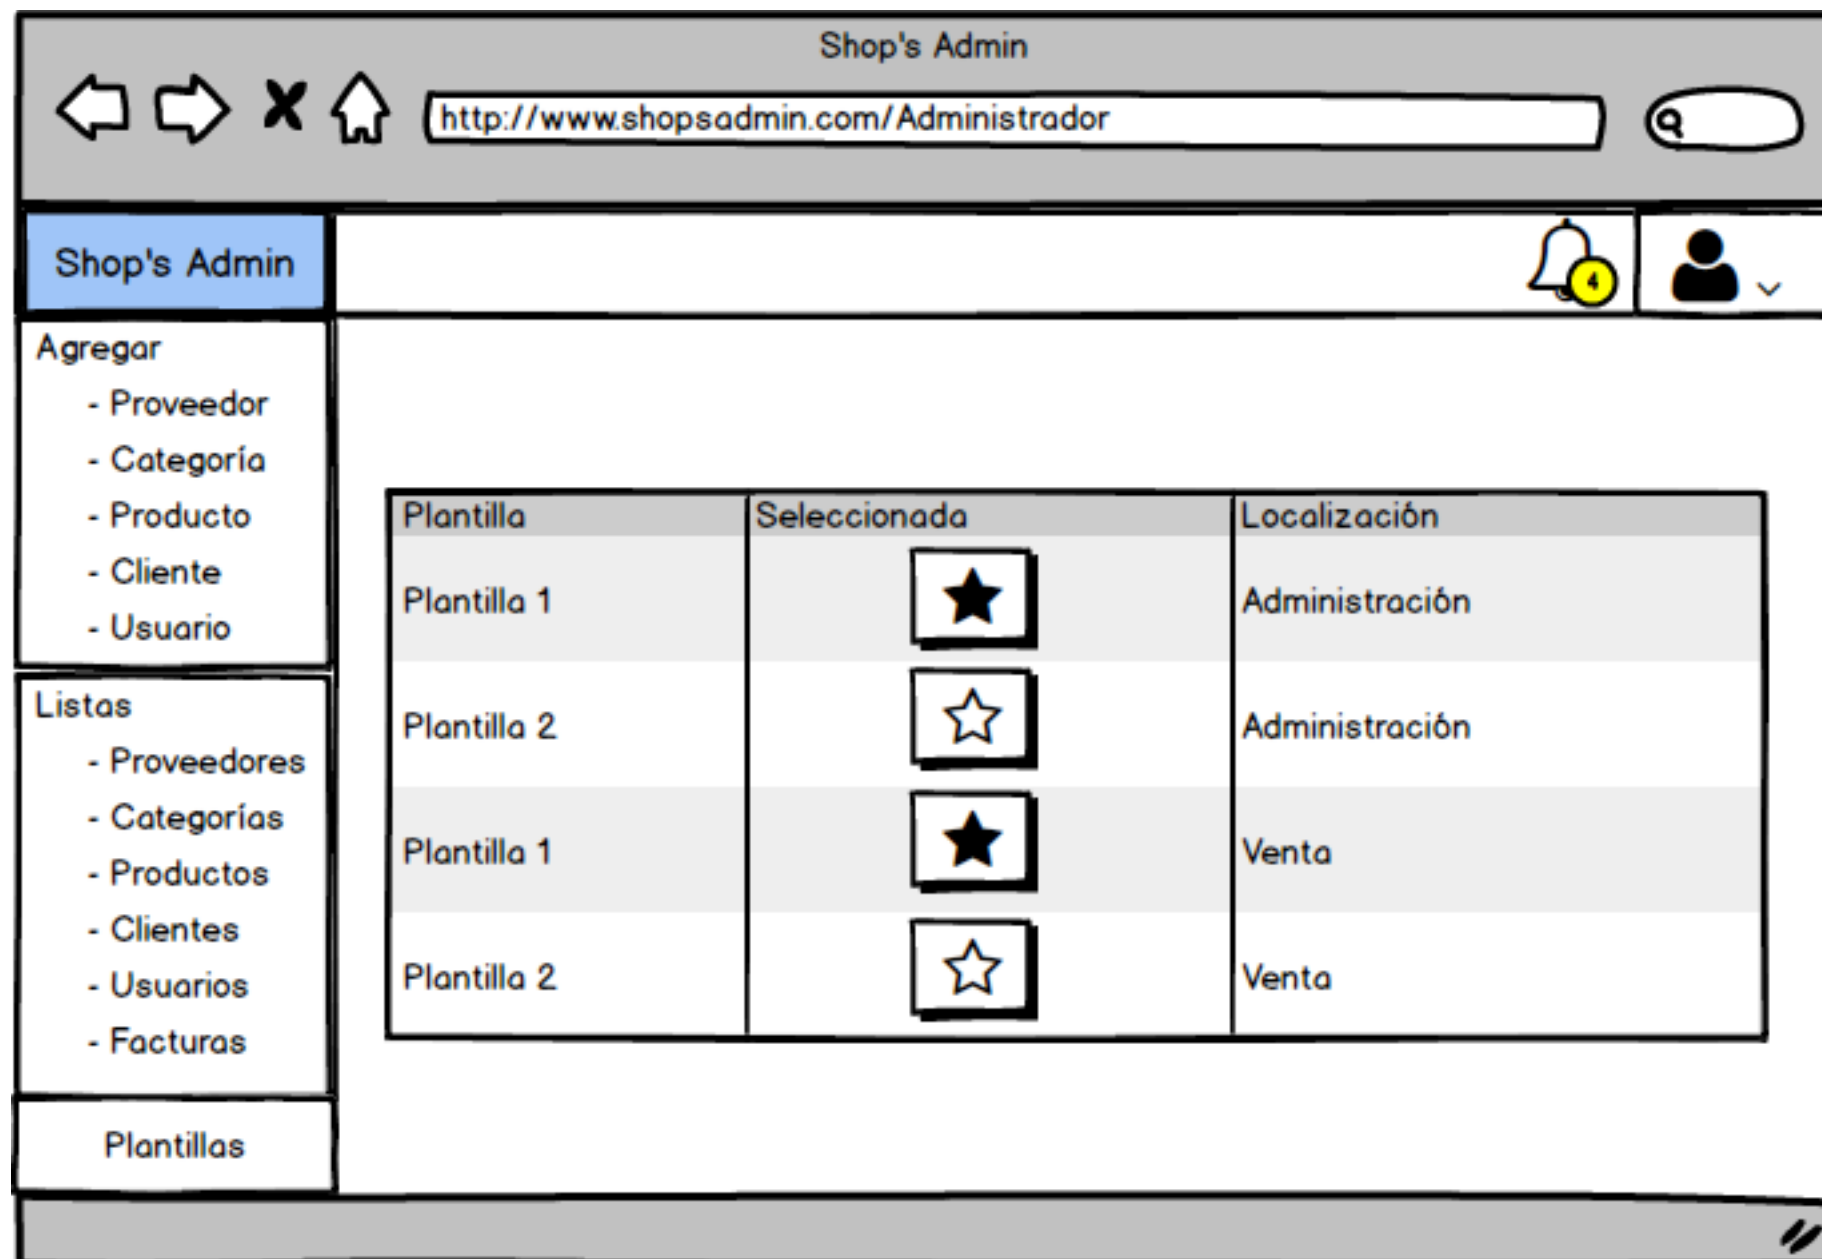 Shop's Admin
http://www.shopsadmin.com/Administrador
Shop's Admin
4
Agregar
- Proveedor
- Categoría
- Producto
- Cliente
- Usuario
Listas
- Proveedores
- Categorías
- Productos
- Clientes
- Usuarios
- Facturas
Plantillas
Plantilla Seleccionada Localización
Plantilla 1 Administración
Plantilla 2 Administración
Plantilla 1 Venta
Plantilla 2 Venta